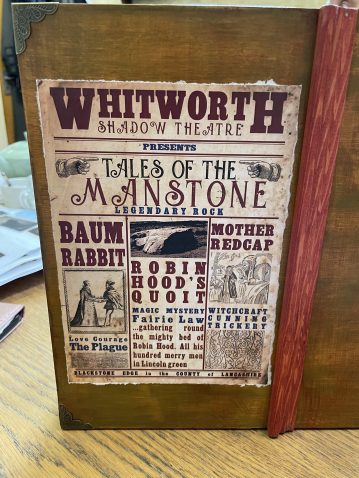 WHITWORTH
SHADOW THEATRE
PRESENTS
TALES OF THE
MANSTONE
LEGENDARY ROCK
BAUM
RABBIT
Love Courage
The Plague
ROBIN
HOOD'S
QUOIT
MAGIC MYSTERY
Fairie Law
...gathering round
the mighty bed of
Robin Hood. All his
hundred merry men
in Lincoln green
MOTHER
REDCAP
WITCHCRAFT
CUNNING
TRICKERY
BLACKSTONE EDGE in the COUNTY of LANCASHIRE